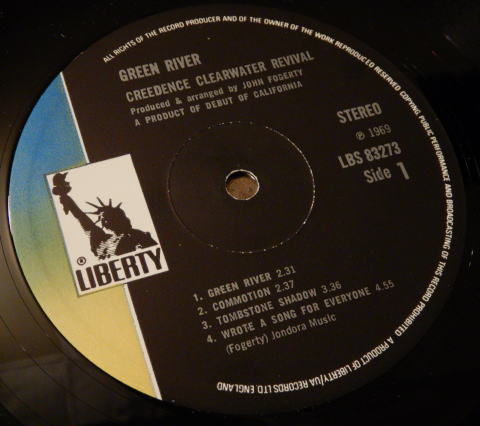 ALL RIGHTS OF THE RECORD PRODUCER AND OF THE OWNER OF THE WORK REPRODUCED RESERVED COPYING, PUBLIC PERFORMANCE AND BROADCASTING OF THIS RECORD PROHIBITED. A PRODUCT OF LIBERTY/UA RECORDS LTD. ENGLAND
GREEN RIVER
CREEDENCE CLEARWATER REVIVAL
Produced & arranged by JOHN FOGERTY
A PRODUCT OF DEBUT OF CALIFORNIA
STEREO
℗ 1969
LBS 83273
Side 1
® LIBERTY
1. GREEN RIVER 2.31
2. COMMOTION 2.37
3. TOMBSTONE SHADOW 3.36
4. WROTE A SONG FOR EVERYONE 4.55
(Fogerty) Jondora Music